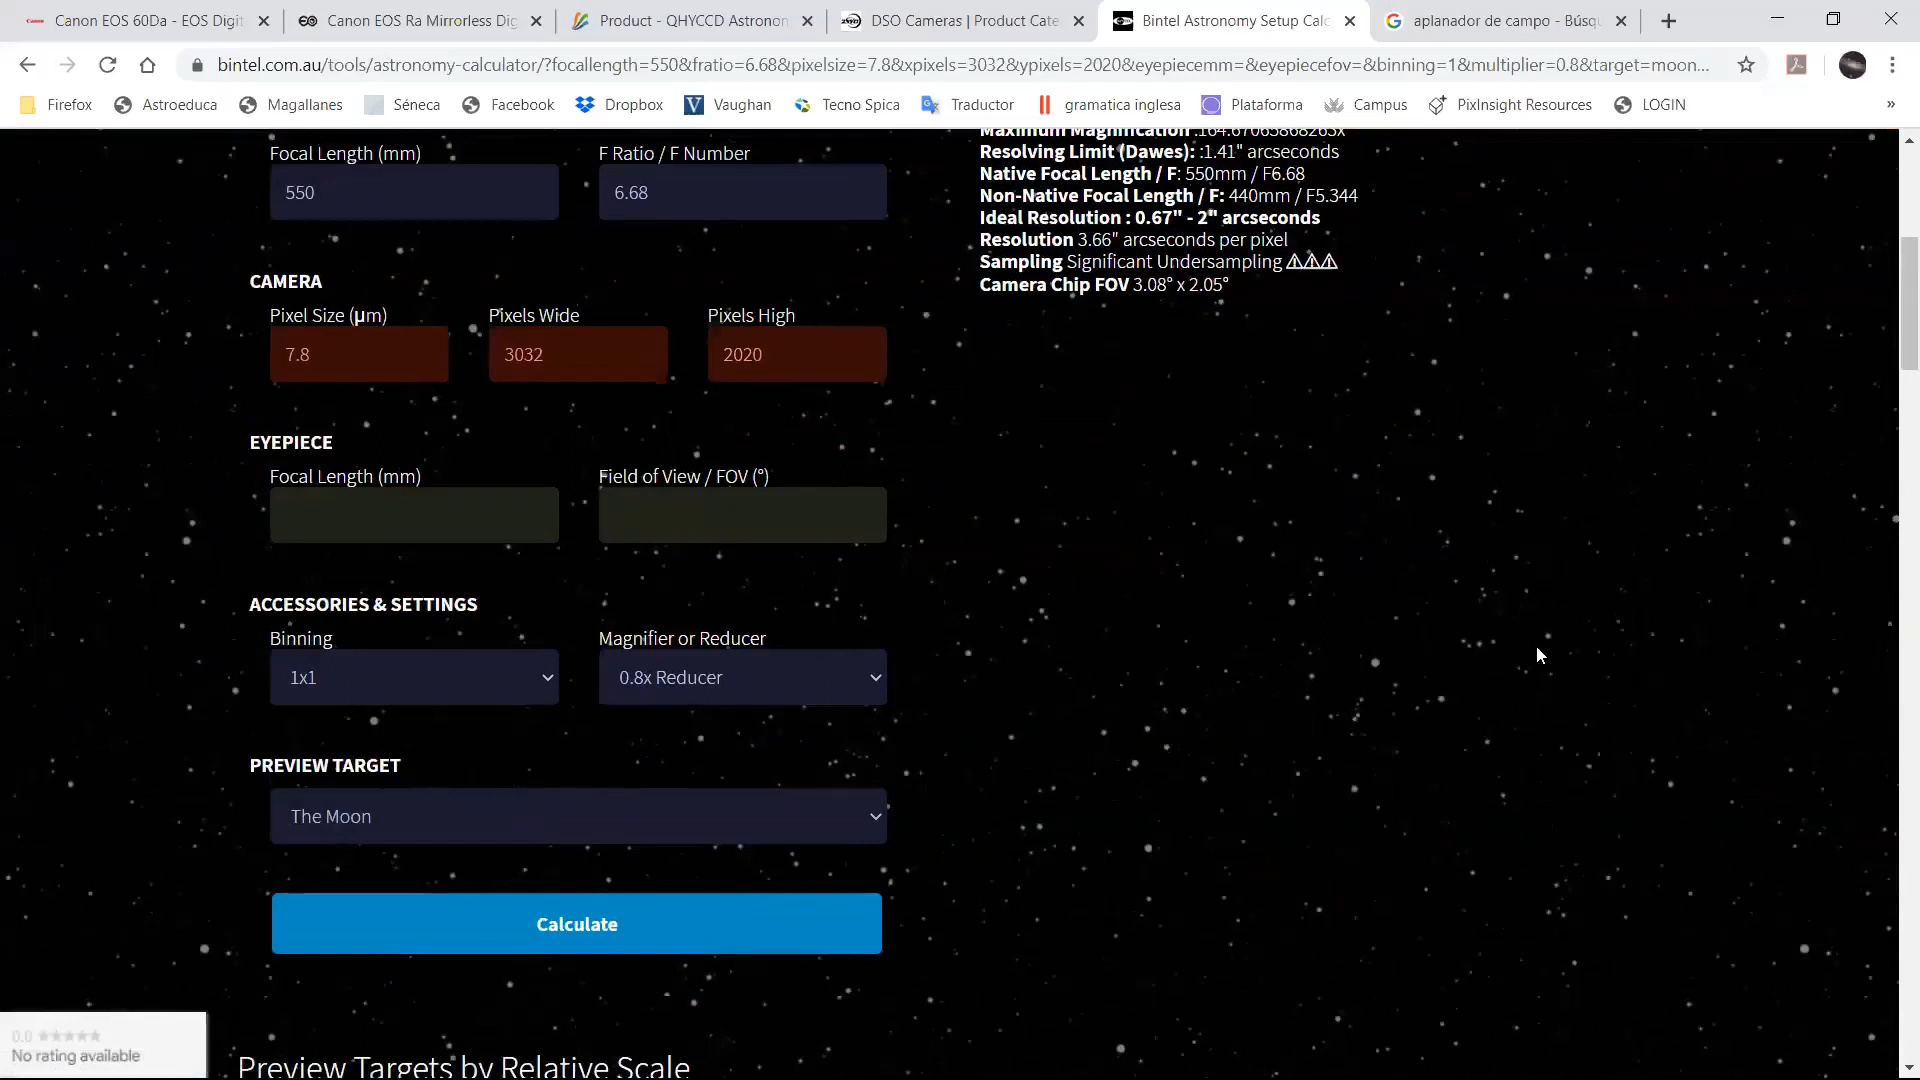 Canon EOS 60Da - EOS Digit
Canon EOS Ra Mirrorless Dig
Product - QHYCCD Astronon
DSO Cameras | Product Cate
Bintel Astronomy Setup Calc
aplanador de campo - Búsqu
bintel.com.au/tools/astronomy-calculator/?focallength=550&fratio=6.68&pixelsize=7.8&xpixels=3032&ypixels=2020&eyepiecemm=&eyepiecefov=&binning=1&multiplier=0.8&target=moon...
Firefox Astroeduca Magallanes Séneca Facebook Dropbox Vaughan Tecno Spica Traductor gramatica inglesa Plataforma Campus PixInsight Resources LOGIN »
Maximum Magnification :164.67065868263x
Focal Length (mm) F Ratio / F Number
Resolving Limit (Dawes): :1.41" arcseconds
Native Focal Length / F: 550mm / F6.68
550 6.68
Non-Native Focal Length / F: 440mm / F5.344
Ideal Resolution : 0.67" - 2" arcseconds
Resolution 3.66" arcseconds per pixel
Sampling Significant Undersampling ⚠⚠⚠
Camera Chip FOV 3.08° x 2.05°
CAMERA
Pixel Size (µm) Pixels Wide Pixels High
7.8 3032 2020
EYEPIECE
Focal Length (mm) Field of View / FOV (°)
ACCESSORIES & SETTINGS
Binning Magnifier or Reducer
1x1 0.8x Reducer
PREVIEW TARGET
The Moon
Calculate
0.0 ★★★★★
No rating available
Preview Targets by Relative Scale